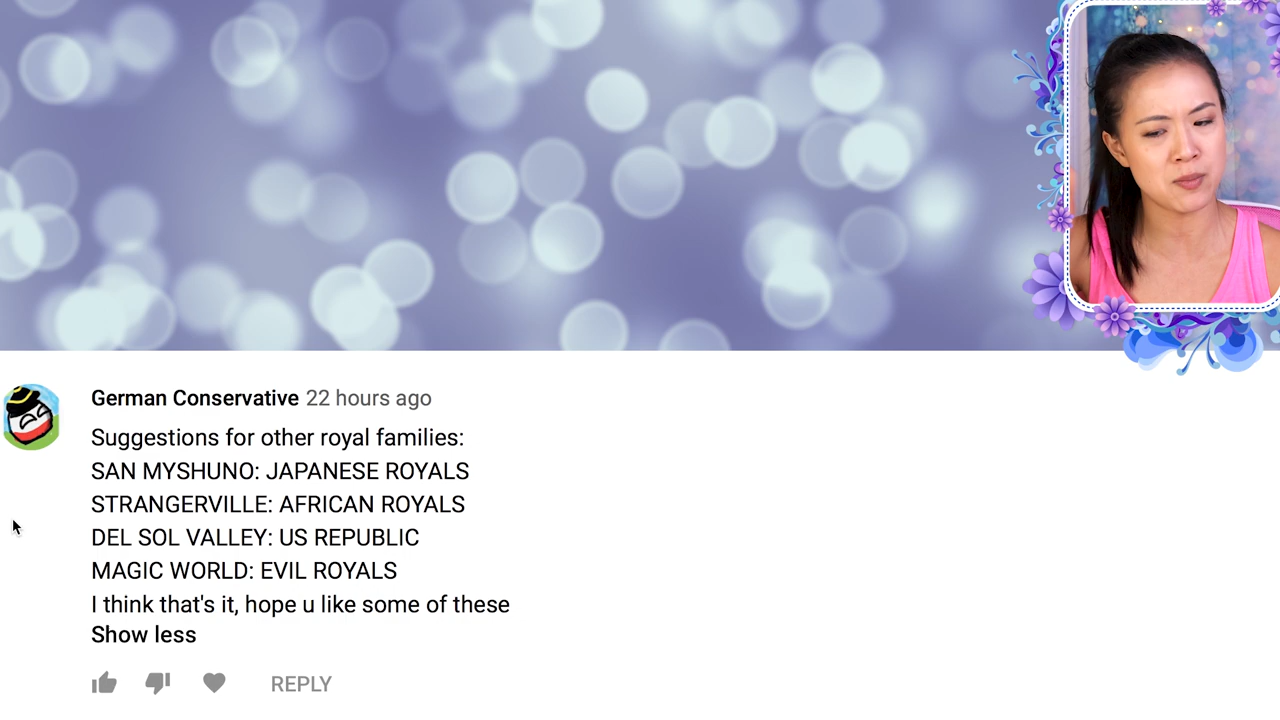 German Conservative 22 hours ago
Suggestions for other royal families:
SAN MYSHUNO: JAPANESE ROYALS
STRANGERVILLE: AFRICAN ROYALS
DEL SOL VALLEY: US REPUBLIC
MAGIC WORLD: EVIL ROYALS
I think that's it, hope u like some of these
Show less
REPLY